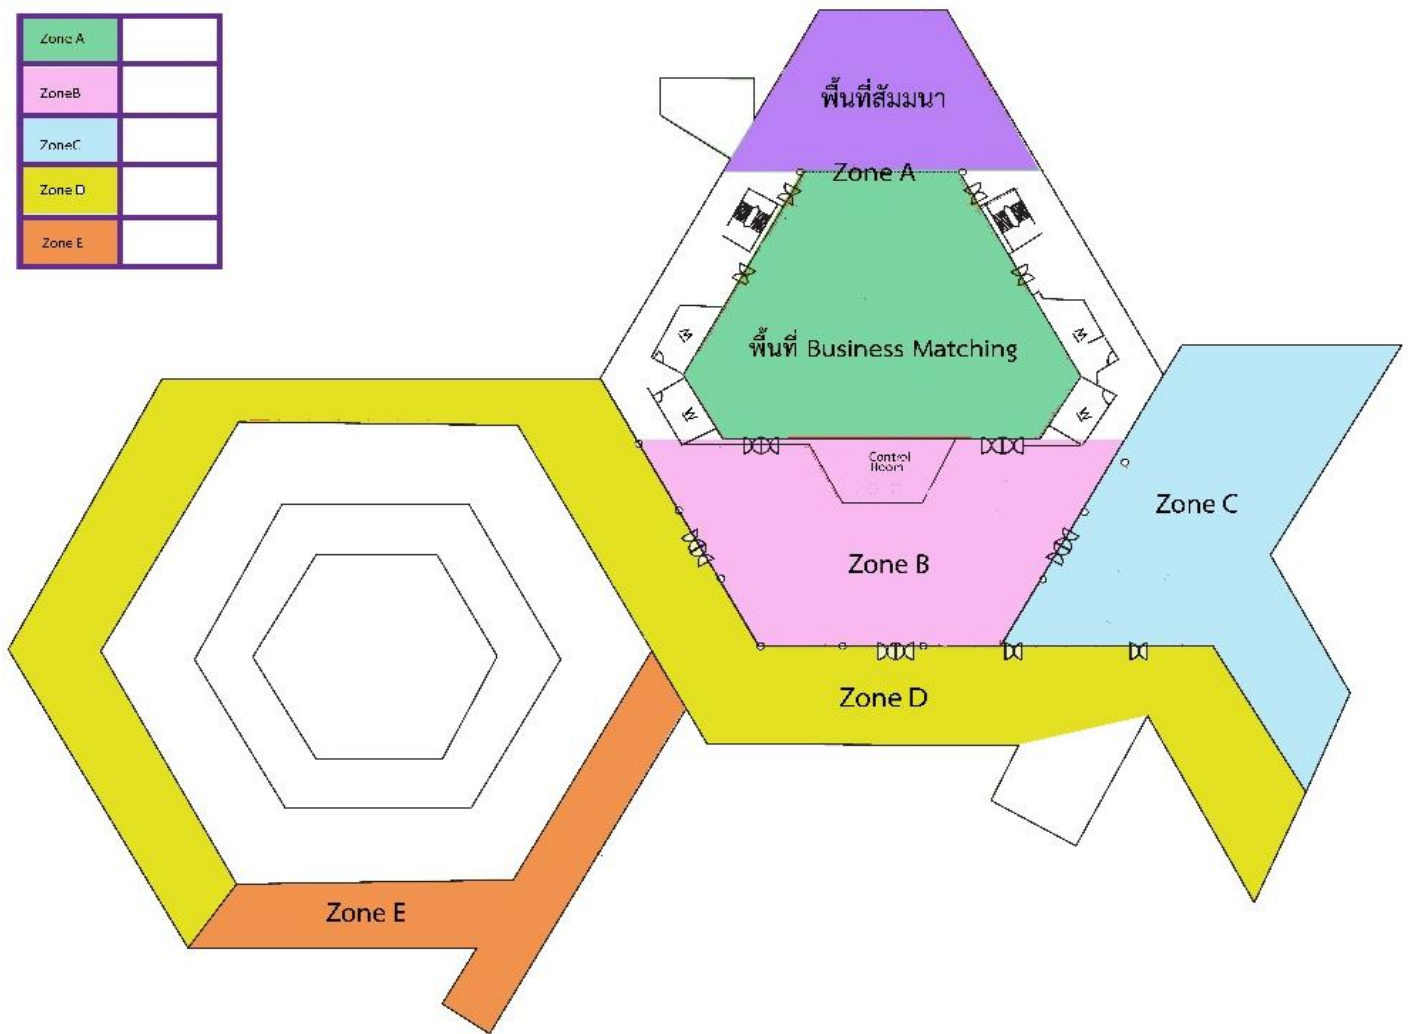 Zone A
ZoneB
ZoneC
Zone D
Zone E
พื้นที่สัมมนา
Zone A
พื้นที่ Business Matching
Control
Room
Zone B
Zone C
Zone D
Zone E
W
W
W
W